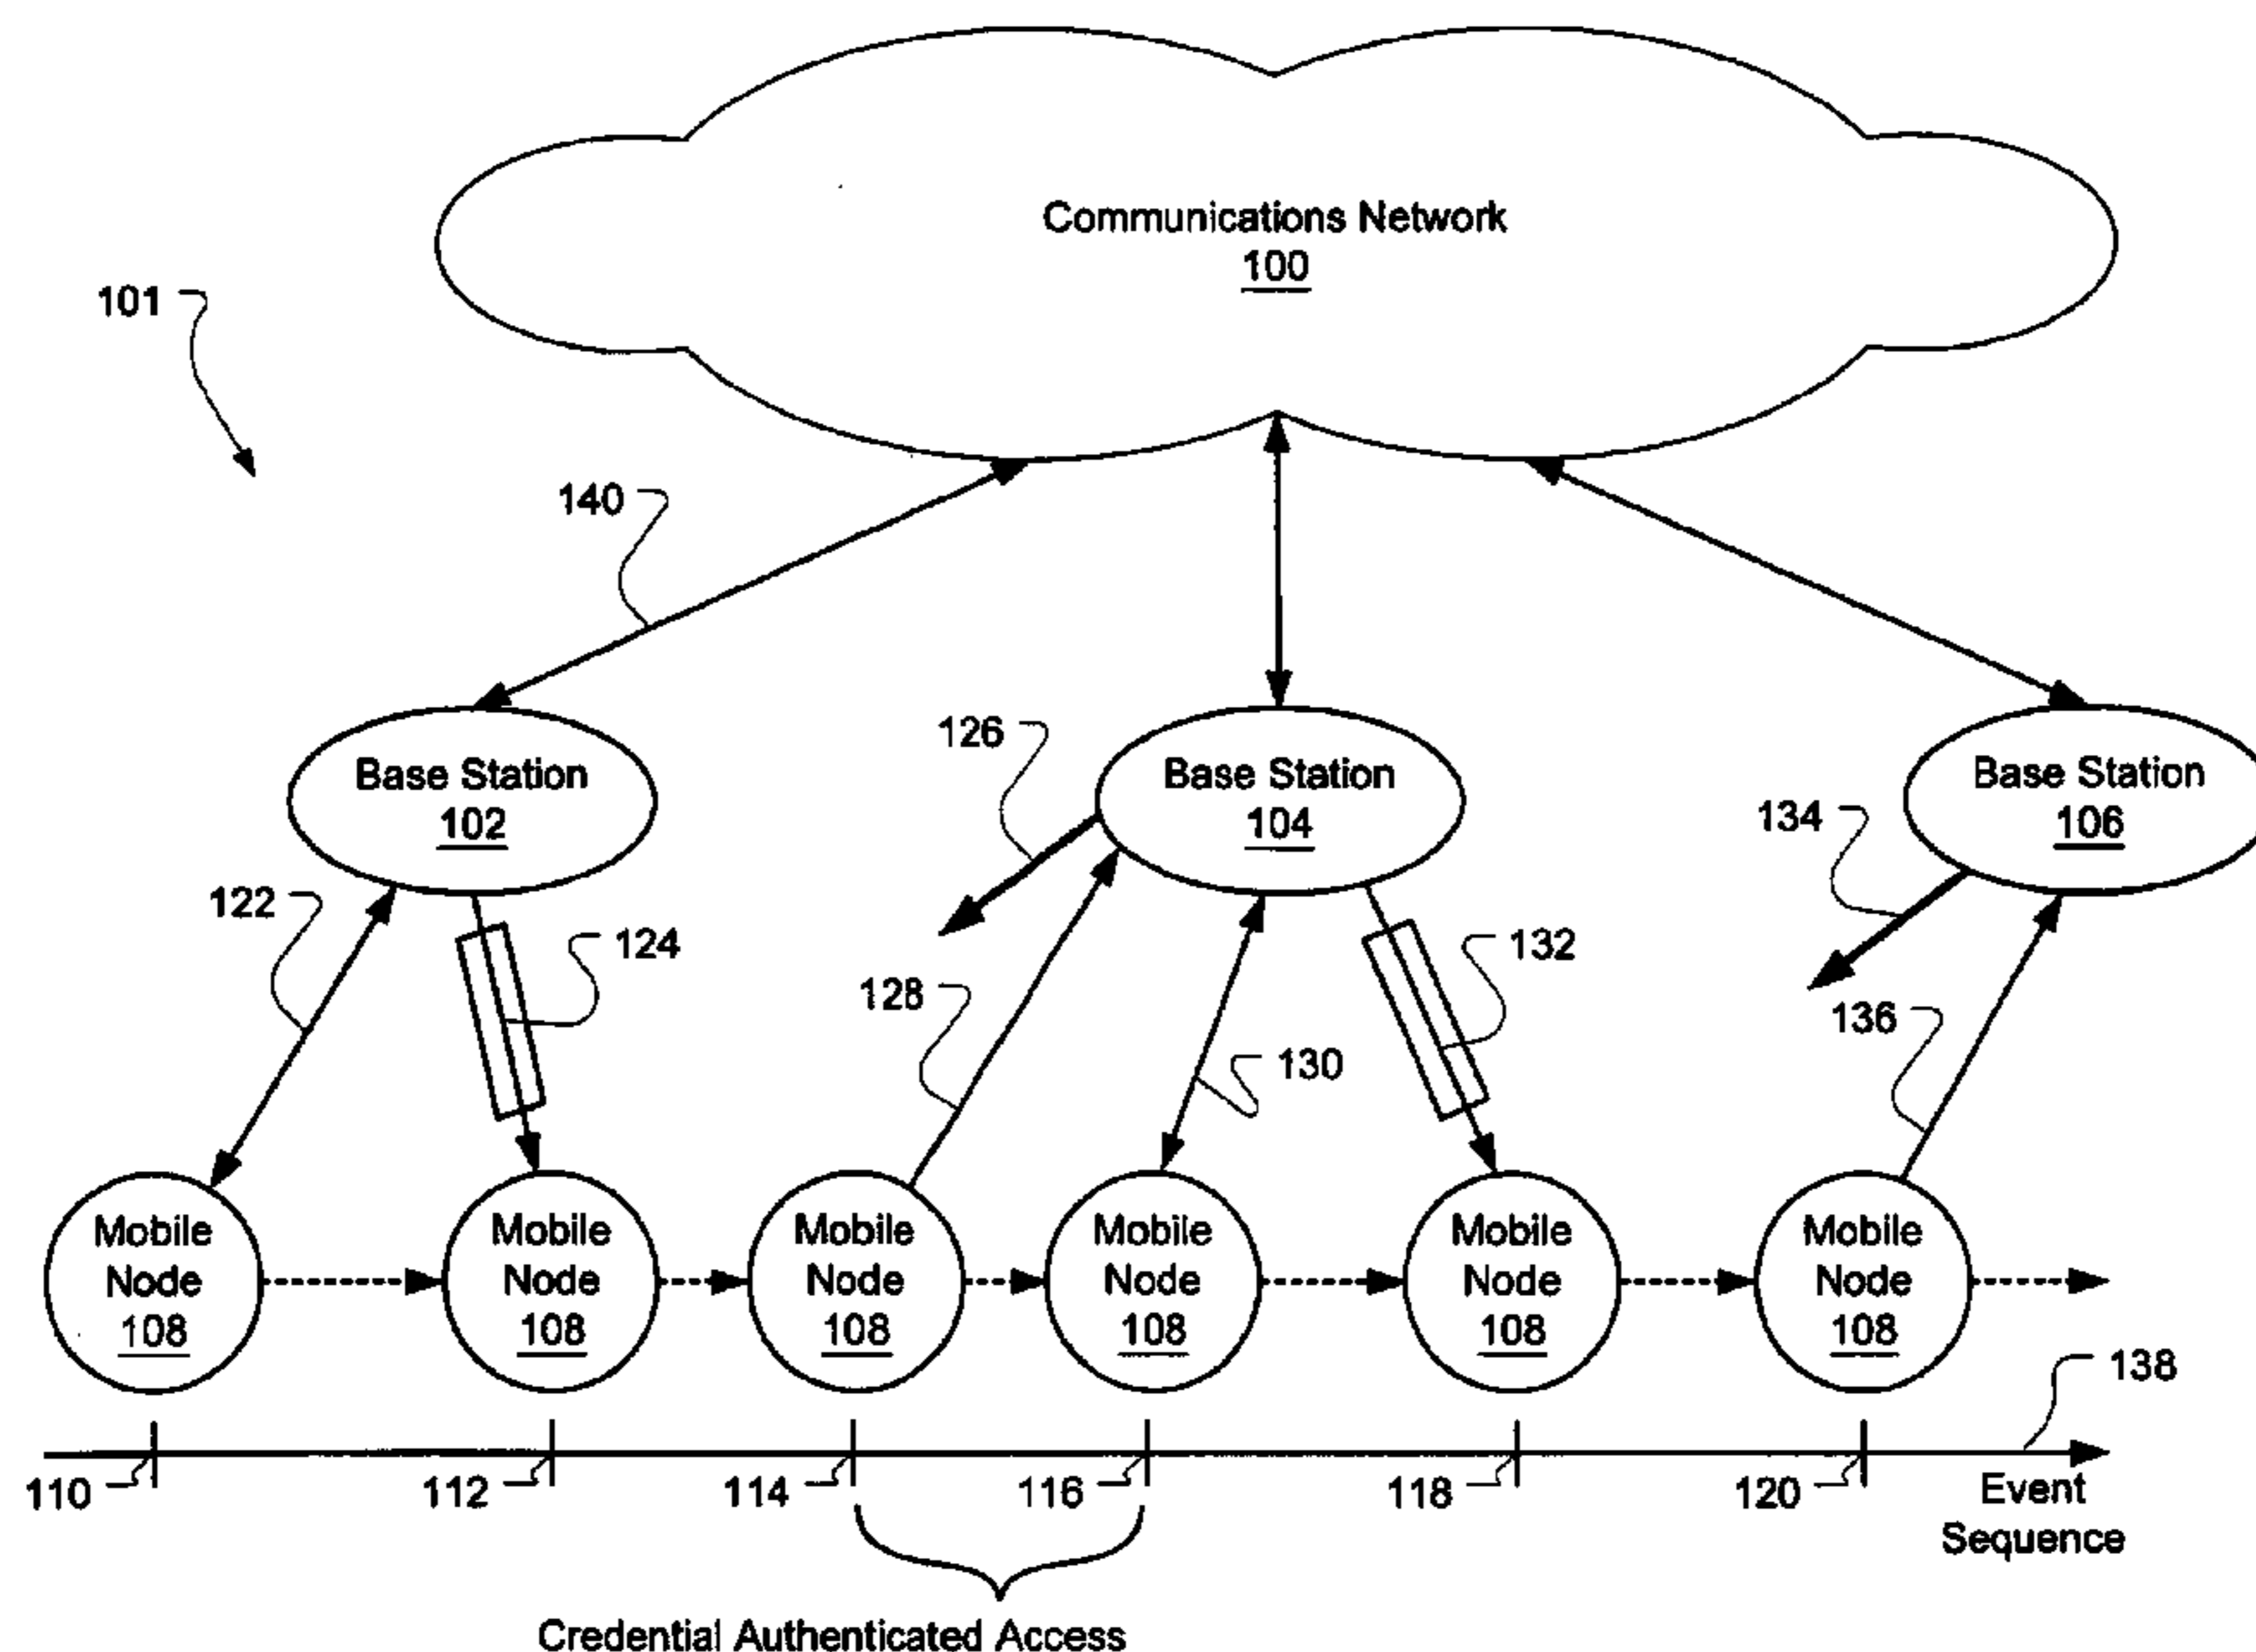 Communications Network
100
101
140
126
Base Station
102
Base Station
104
Base Station
106
134
122
124
128
132
136
130
Mobile
Node
108
Mobile
Node
108
Mobile
Node
108
Mobile
Node
108
Mobile
Node
108
Mobile
Node
108
138
110
112
114
116
118
120
Event
Sequence
Credential Authenticated Access